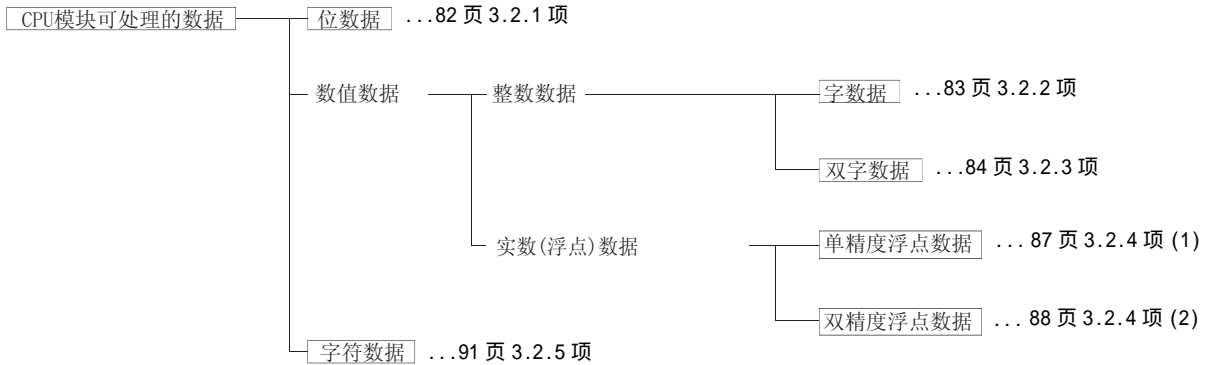 CPU模块可处理的数据 位数据 ...82 页 3.2.1 项
数值数据 整数数据 字数据 ...83 页 3.2.2 项
双字数据 ...84 页 3.2.3 项
实数(浮点)数据 单精度浮点数据 ... 87 页 3.2.4 项 (1)
双精度浮点数据 ... 88 页 3.2.4 项 (2)
字符数据 ...91 页 3.2.5 项